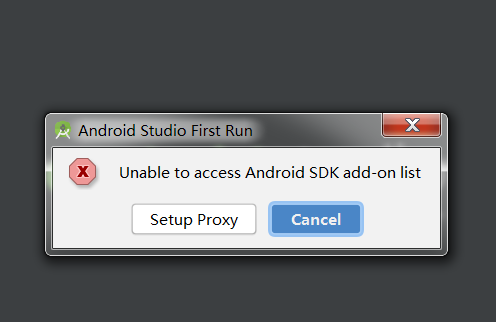 Android Studio First Run
Unable to access Android SDK add-on list
Setup Proxy
Cancel